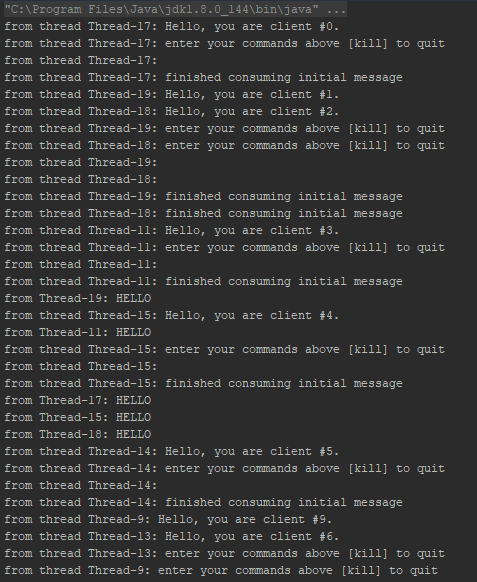 "C:\Program Files\Java\jdk1.8.0_144\bin\java" ...
from thread Thread-17: Hello, you are client #0.
from thread Thread-17: enter your commands above [kill] to quit
from thread Thread-17:
from thread Thread-17: finished consuming initial message
from thread Thread-19: Hello, you are client #1.
from thread Thread-18: Hello, you are client #2.
from thread Thread-19: enter your commands above [kill] to quit
from thread Thread-18: enter your commands above [kill] to quit
from thread Thread-19:
from thread Thread-18:
from thread Thread-19: finished consuming initial message
from thread Thread-18: finished consuming initial message
from thread Thread-11: Hello, you are client #3.
from thread Thread-11: enter your commands above [kill] to quit
from thread Thread-11:
from thread Thread-11: finished consuming initial message
from Thread-19: HELLO
from thread Thread-15: Hello, you are client #4.
from Thread-11: HELLO
from thread Thread-15: enter your commands above [kill] to quit
from thread Thread-15:
from thread Thread-15: finished consuming initial message
from Thread-17: HELLO
from Thread-15: HELLO
from Thread-18: HELLO
from thread Thread-14: Hello, you are client #5.
from thread Thread-14: enter your commands above [kill] to quit
from thread Thread-14:
from thread Thread-14: finished consuming initial message
from thread Thread-9: Hello, you are client #9.
from thread Thread-13: Hello, you are client #6.
from thread Thread-13: enter your commands above [kill] to quit
from thread Thread-9: enter your commands above [kill] to quit